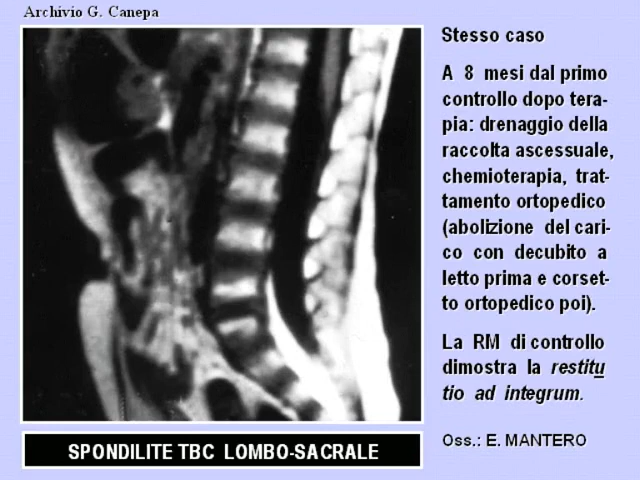 Archivio G. Canepa
Stesso caso
A 8 mesi dal primo
controllo dopo tera-
pia: drenaggio della
raccolta ascessuale,
chemioterapia, trat-
tamento ortopedico
(abolizione del cari-
co con decubito a
letto prima e corset-
to ortopedico poi).
La RM di controllo
dimostra la restitu
tio ad integrum.
Oss.: E. MANTERO
SPONDILITE TBC LOMBO-SACRALE